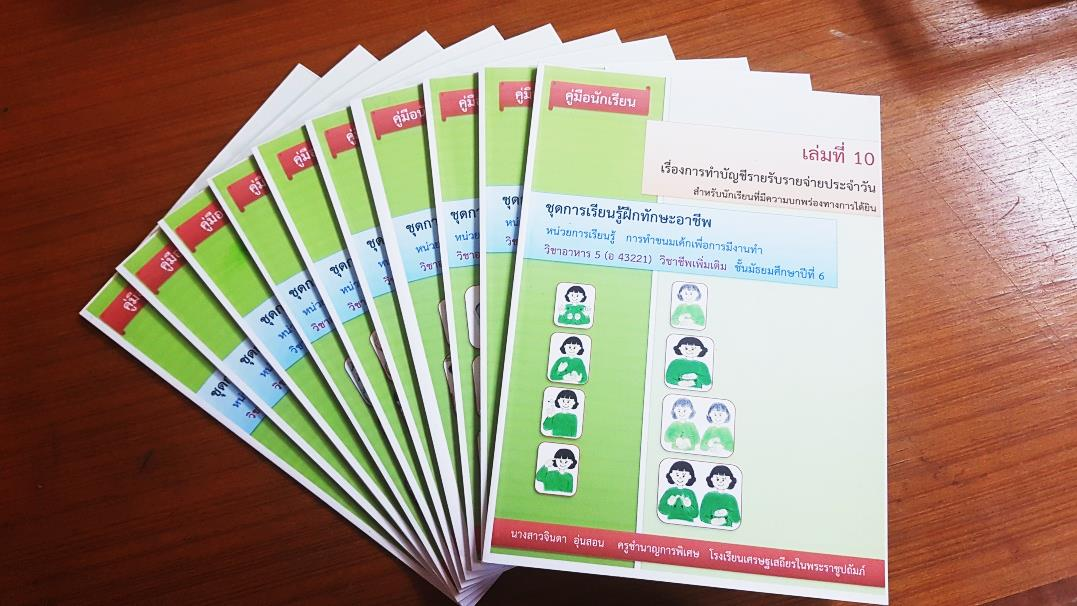 คู่มือนักเรียน
เล่มที่ 10
เรื่องการทำบัญชีรายรับรายจ่ายประจำวัน
สำหรับนักเรียนที่มีความบกพร่องทางการได้ยิน
ชุดการเรียนรู้ฝึกทักษะอาชีพ
หน่วยการเรียนรู้ การทำขนมเค้กเพื่อการมีงานทำ
วิชาอาหาร 5 (อ 43221) วิชาชีพเพิ่มเติม ชั้นมัธยมศึกษาปีที่ 6
นางสาวจินตา อุ่นสอน ครูชำนาญการพิเศษ โรงเรียนเศรษฐเสถียรในพระราชูปถัมภ์